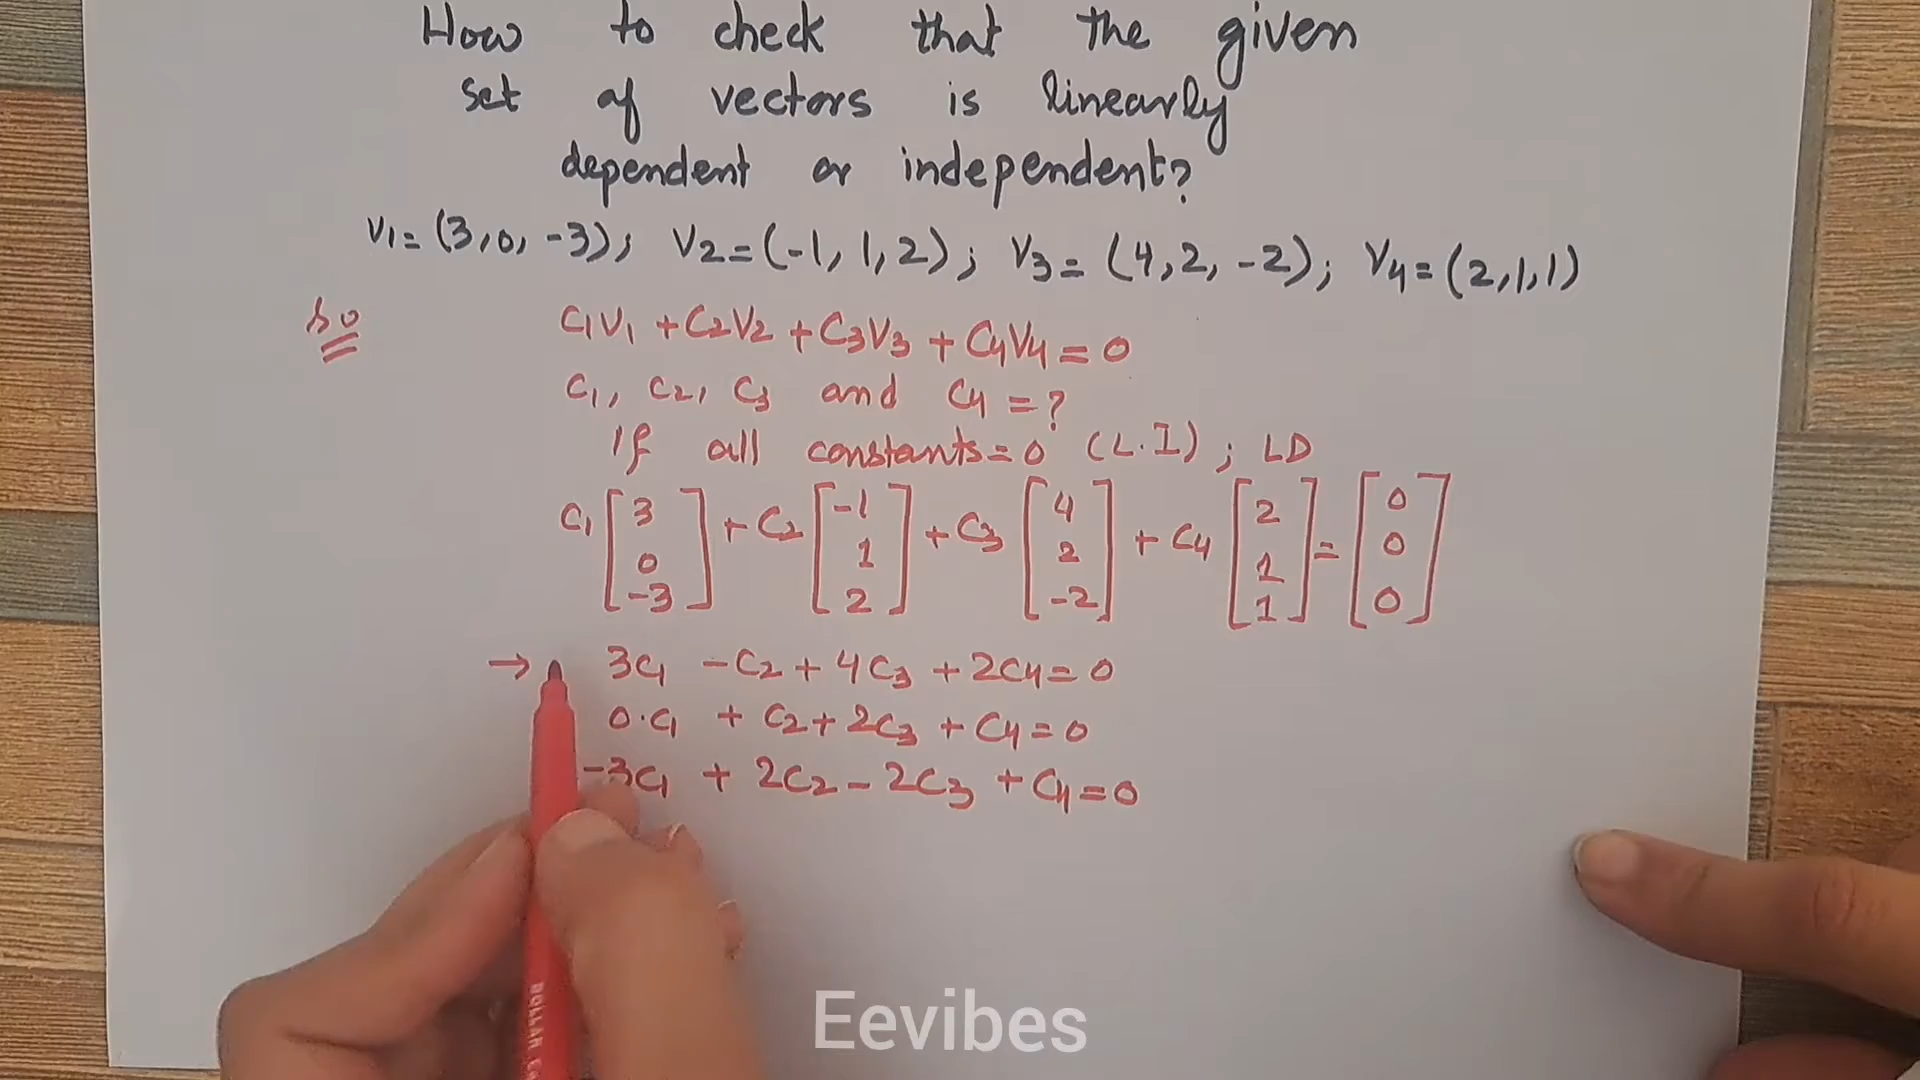 How to check that the given
set of vectors is linearly
dependent or independent?
V1=(3,0,-3); V2=(-1,1,2); V3=(4,2,-2); V4=(2,1,1)
So C1V1 +C2V2 +C3V3 + C4V4 = 0
C1, C2, C3 and C4 = ?
If all constants=0 (L.I) ; LD
C1 [3 0 -3] + C2 [-1 1 2] + C3 [4 2 -2] + C4 [2 1 1] = [0 0 0]
→ 3C1 - C2 + 4C3 + 2C4 = 0
0·C1 + C2 + 2C3 + C4 = 0
-3C1 + 2C2 - 2C3 + C4 = 0
Eevibes